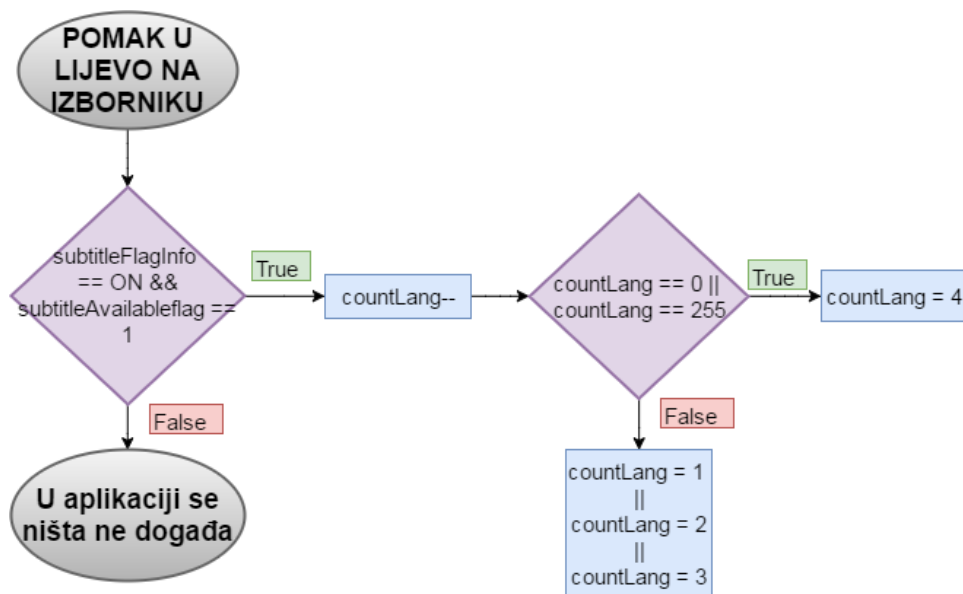 POMAK U
LIJEVO NA
IZBORNIKU
subtitleFlagInfo
== ON &&
subtitleAvailableflag ==
1
True
countLang--
countLang == 0 ||
countLang == 255
True
countLang = 4
False
U aplikaciji se
ništa ne događa
False
countLang = 1
||
countLang = 2
||
countLang = 3